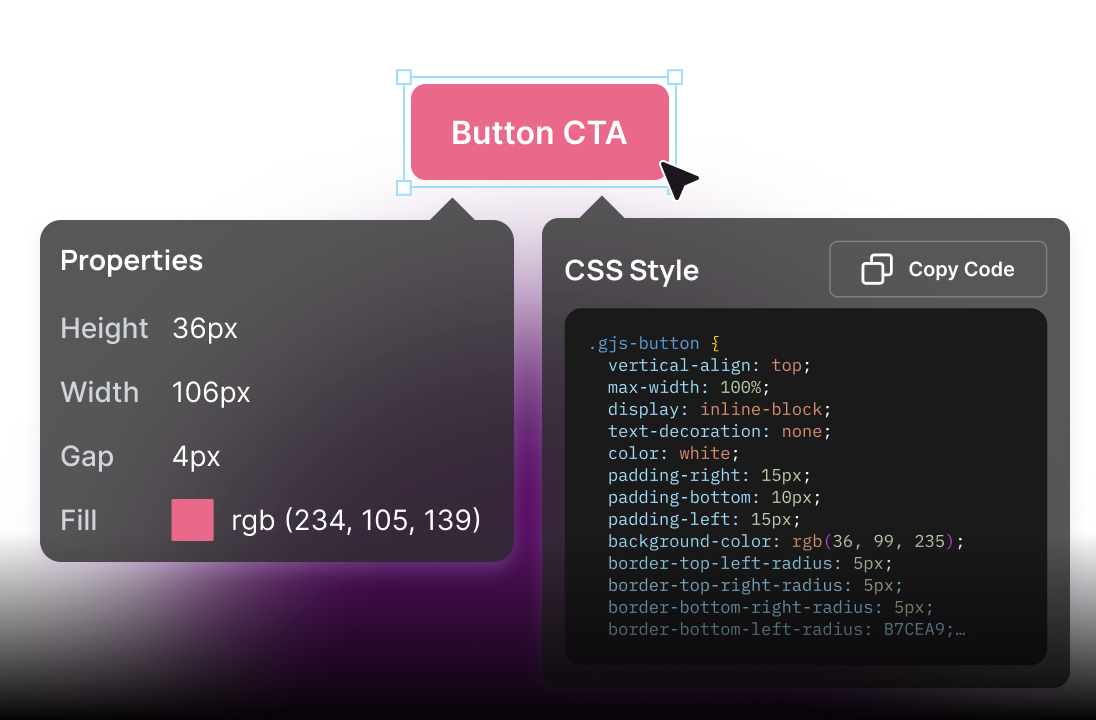 Button CTA
Properties
Height 36px
Width 106px
Gap 4px
Fill rgb (234, 105, 139)
CSS Style
Copy Code
.gjs-button {
vertical-align: top;
max-width: 100%;
display: inline-block;
text-decoration: none;
color: white;
padding-right: 15px;
padding-bottom: 10px;
padding-left: 15px;
background-color: rgb(36, 99, 235);
border-top-left-radius: 5px;
border-top-right-radius: 5px;
border-bottom-right-radius: 5px;
border-bottom-left-radius: B7CEA9;…